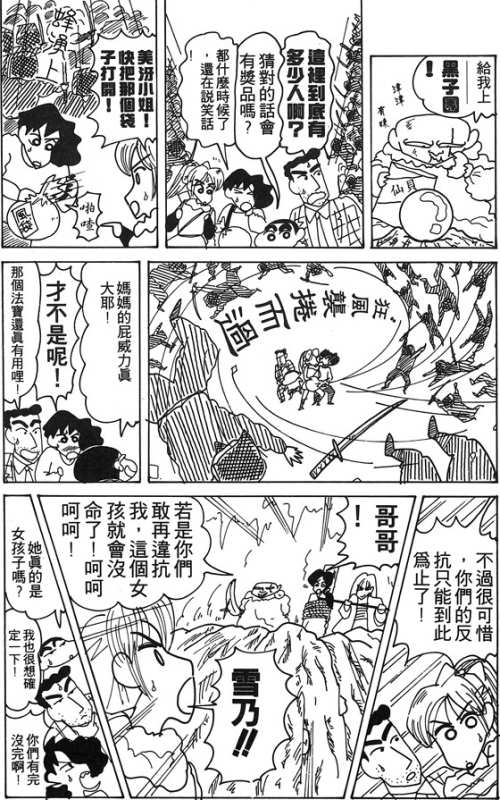 給我上
黑子團
!
津津
有味
仙貝
這裡到底有
多少人啊?
猜對的話會
有獎品嗎?
都什麼時候了
,還在說笑話
!
蜂湧上
美冴小姐!
快把那個袋
子打開!
啪喳
風袋
狂風
襲捲
而過
媽媽的屁威力真
大耶!
才不是呢!
那個法寶還真有用哩!
不過很可惜
,你們的反
抗只能到此
為止了!
哥哥
!
若是你們
敢再違抗
我,這個女
孩就會沒
命了!呵呵
呵呵!
雪乃!!
她真的是
女孩子嗎?
我也很想確
定一下!
你們有完
沒完啊!